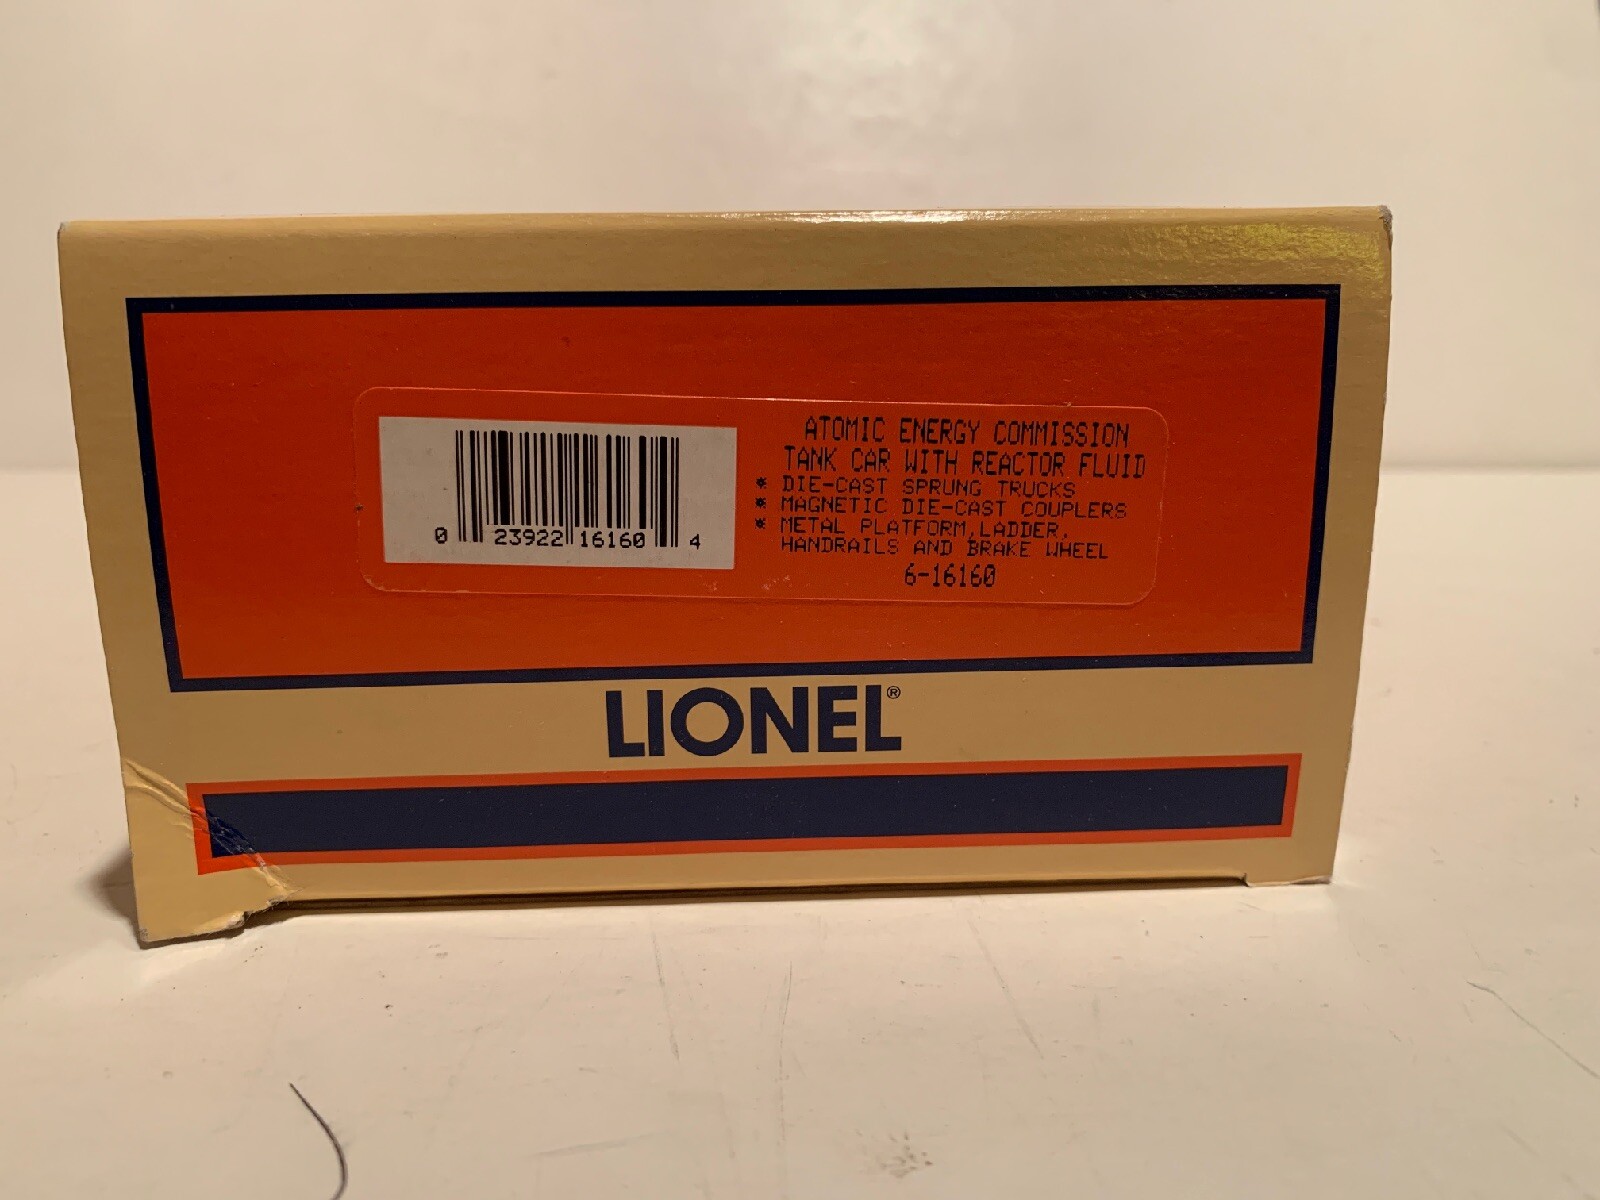 ATOMIC ENERGY COMMISSION
TANK CAR WITH REACTOR FLUID
* DIE-CAST SPRUNG TRUCKS
* MAGNETIC DIE-CAST COUPLERS
* METAL PLATFORM,LADDER,
HANDRAILS AND BRAKE WHEEL
6-16160
0 23922 16160 4
LIONEL®